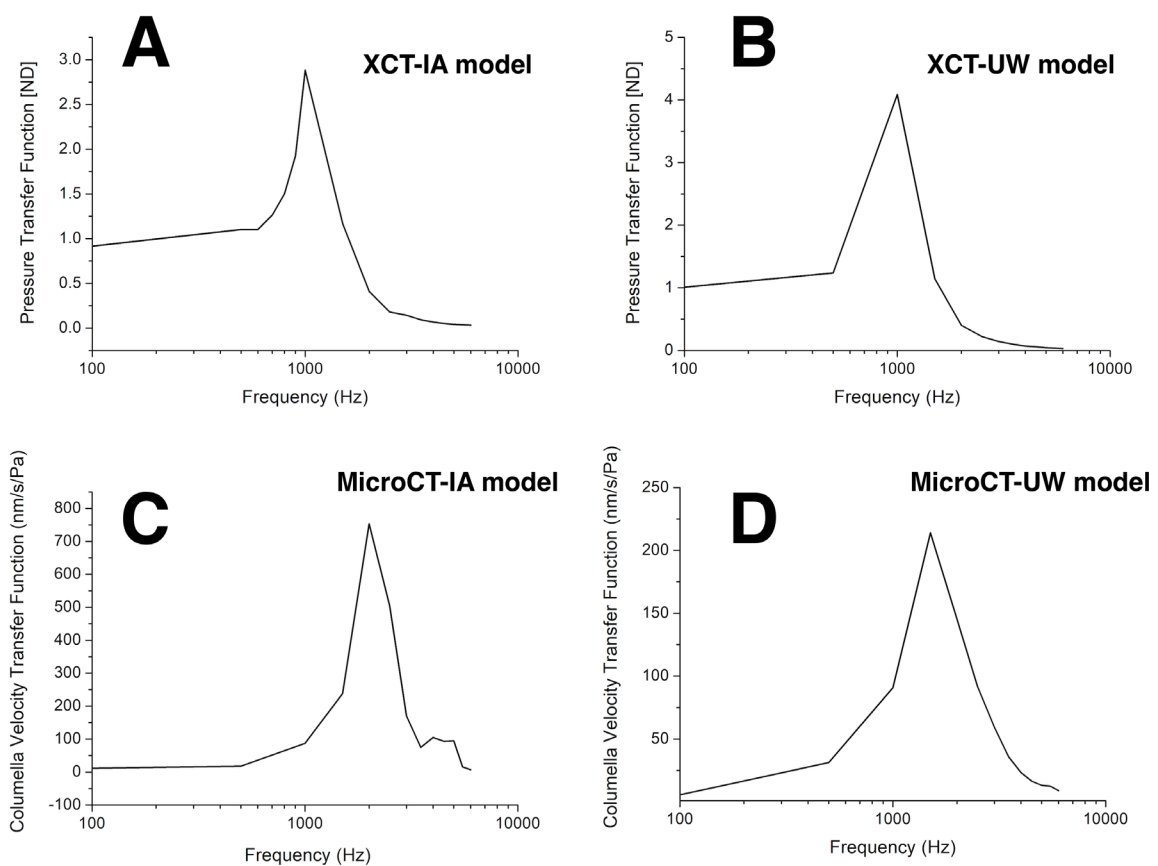 A
XCT-IA model
Pressure Transfer Function [ND]
3.0
2.5
2.0
1.5
1.0
0.5
0.0
100
1000
10000
Frequency (Hz)
B
XCT-UW model
Pressure Transfer Function [ND]
5
4
3
2
1
0
100
1000
10000
Frequency (Hz)
C
MicroCT-IA model
Columella Velocity Transfer Function (nm/s/Pa)
800
700
600
500
400
300
200
100
0
-100
100
1000
10000
Frequency (Hz)
D
MicroCT-UW model
Columella Velocity Transfer Function (nm/s/Pa)
250
200
150
100
50
100
1000
10000
Frequency (Hz)